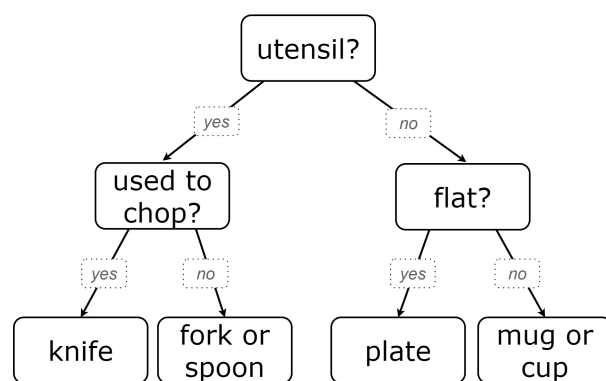 utensil?
yes
no
used to
chop?
flat?
yes
no
yes
no
knife
fork or
spoon
plate
mug or
cup